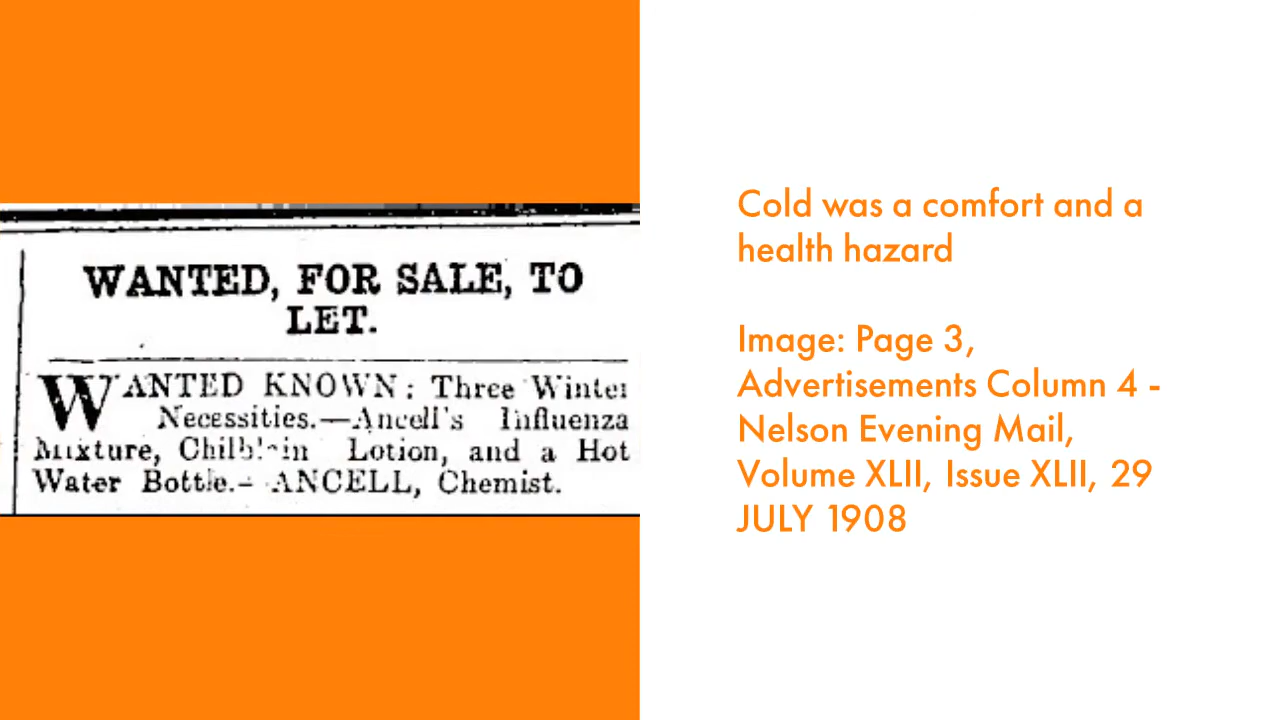 WANTED, FOR SALE, TO
LET.
WANTED KNOWN: Three Winter
Necessities.—Ancell's Influenza
Mixture, Chilblain Lotion, and a Hot
Water Bottle.– ANCELL, Chemist.
Cold was a comfort and a
health hazard
Image: Page 3,
Advertisements Column 4 -
Nelson Evening Mail,
Volume XLII, Issue XLII, 29
JULY 1908